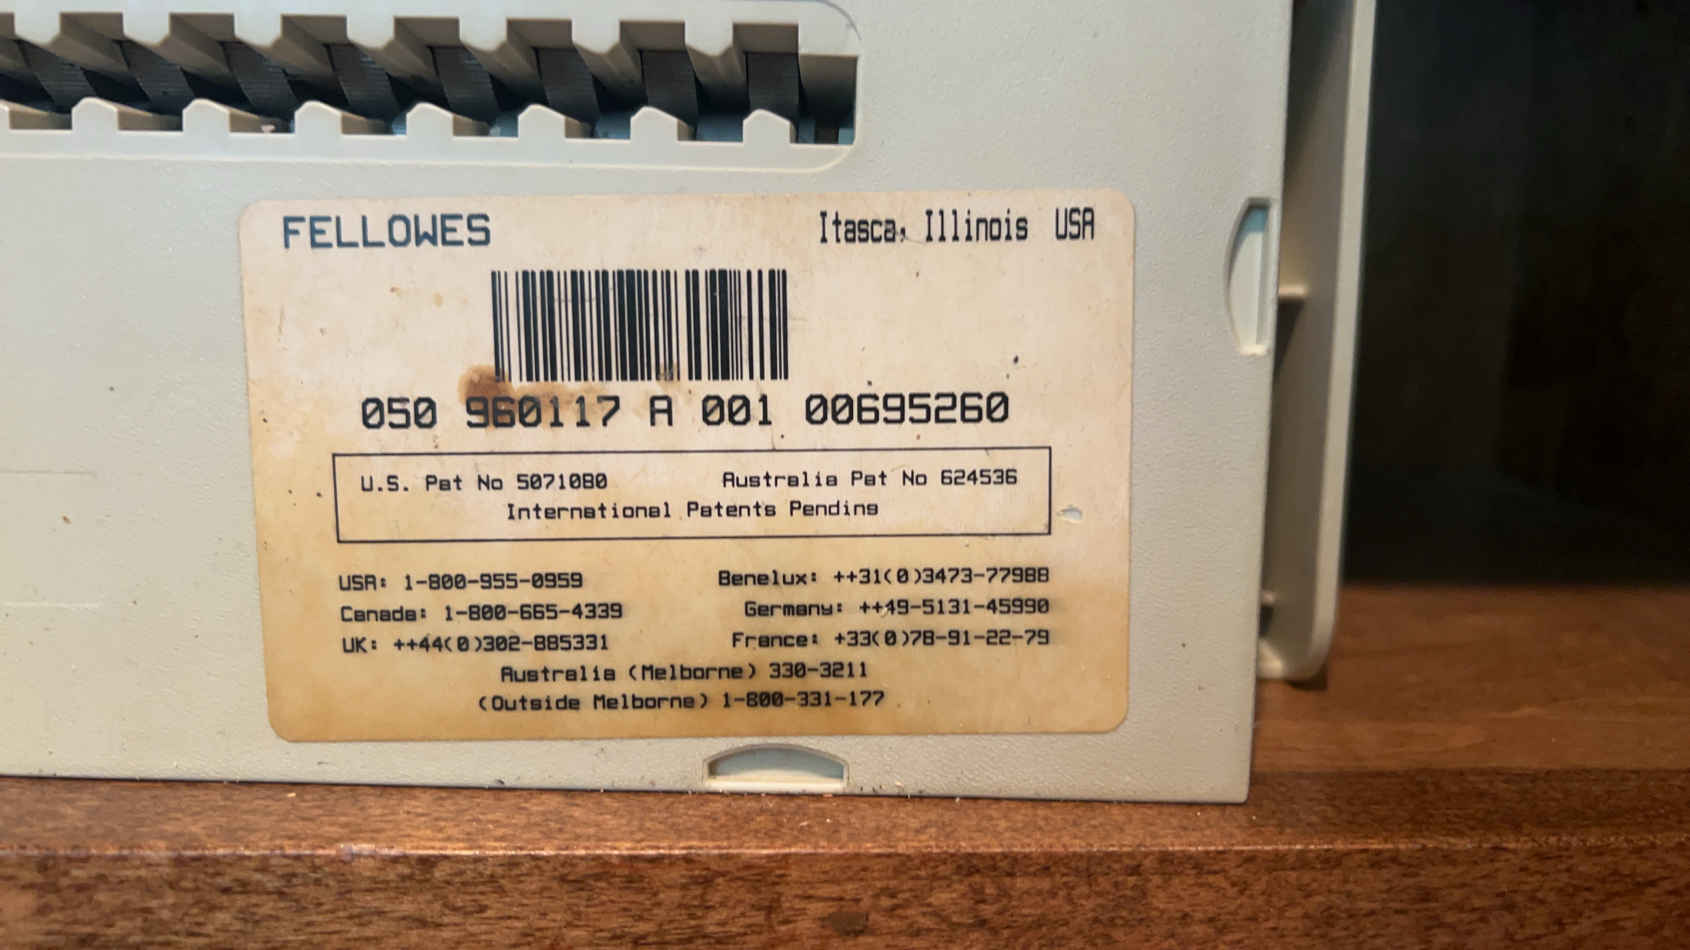 FELLOWES Itasca, Illinois USA
050 960117 A 001 00695260
U.S. Pat No 5071080 Australia Pat No 624536
International Patents Pending
USA: 1-800-955-0959 Benelux: ++31(0)3473-77988
Canada: 1-800-665-4339 Germany: ++49-5131-45990
UK: ++44(0)302-885331 France: +33(0)78-91-22-79
Australia (Melborne) 330-3211
(Outside Melborne) 1-800-331-177